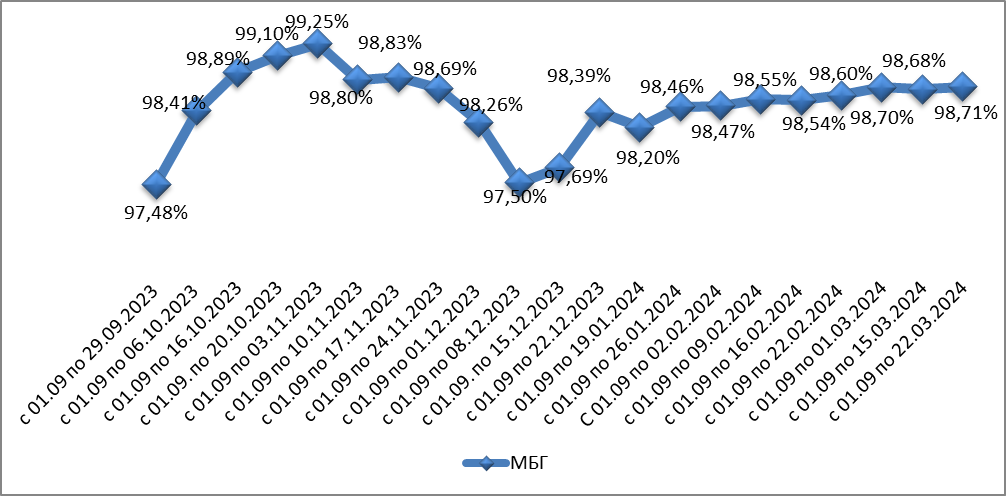 97,48%
98,41%
98,89%
99,10%
99,25%
98,80%
98,83%
98,69%
98,26%
97,50%
97,69%
98,39%
98,20%
98,46%
98,47%
98,55%
98,54%
98,60%
98,70%
98,68%
98,71%
с 01.09 по 29.09.2023
с 01.09 по 06.10.2023
с 01.09 по 16.10.2023
с 01.09. по 20.10.2023
с 01.09 по 03.11.2023
с 01.09 по 10.11.2023
с 01.09 по 17.11.2023
с 01.09 по 24.11.2023
с 01.09 по 01.12.2023
с 01.09 по 08.12.2023
с 01.09. по 15.12.2023
с 01.09 по 22.12.2023
с 01.09 по 19.01.2024
с 01.09 по 26.01.2024
С 01.09 по 02.02.2024
с 01.09 по 09.02.2024
с 01.09 по 16.02.2024
с 01.09 по 22.02.2024
с 01.09 по 01.03.2024
с 01.09 по 15.03.2024
с 01.09 по 22.03.2024
МБГ